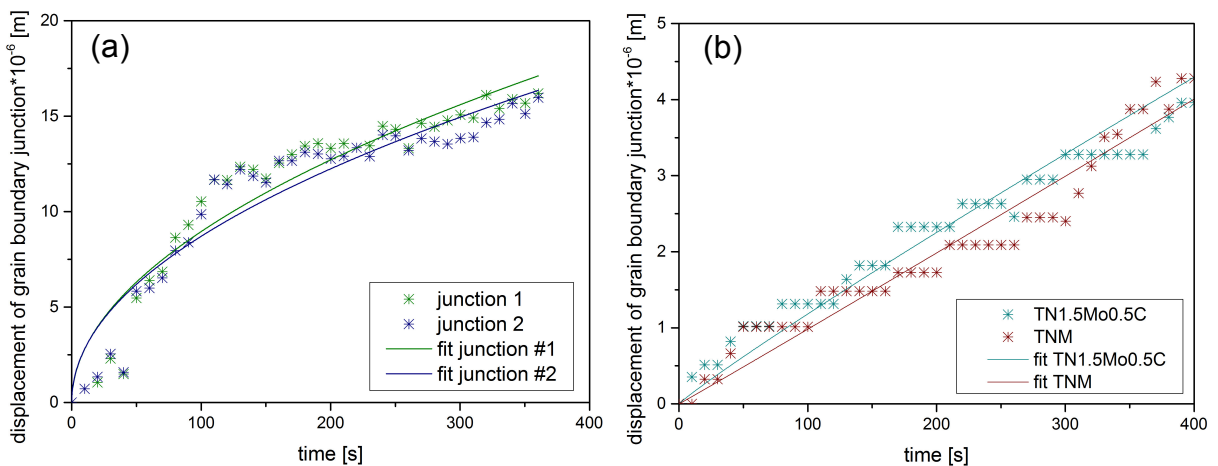 (a)
displacement of grain boundary junction*10⁻⁶ [m]
20
15
10
5
0
0 100 200 300 400
time [s]
junction 1
junction 2
fit junction #1
fit junction #2
(b)
displacement of grain boundary junction*10⁻⁶ [m]
5
4
3
2
1
0
0 100 200 300 400
time [s]
TN1.5Mo0.5C
TNM
fit TN1.5Mo0.5C
fit TNM